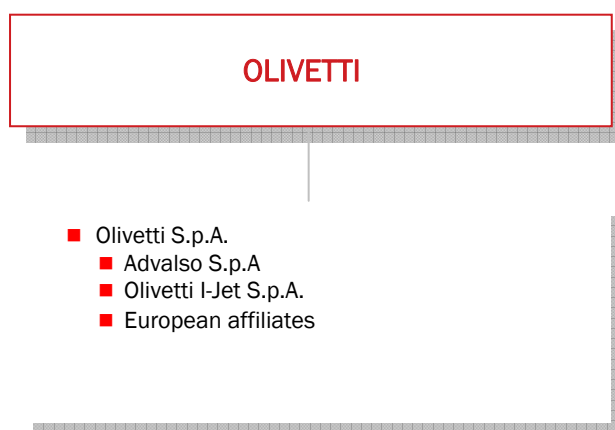 OLIVETTI
Olivetti S.p.A.
Advalso S.p.A
Olivetti I-Jet S.p.A.
European affiliates